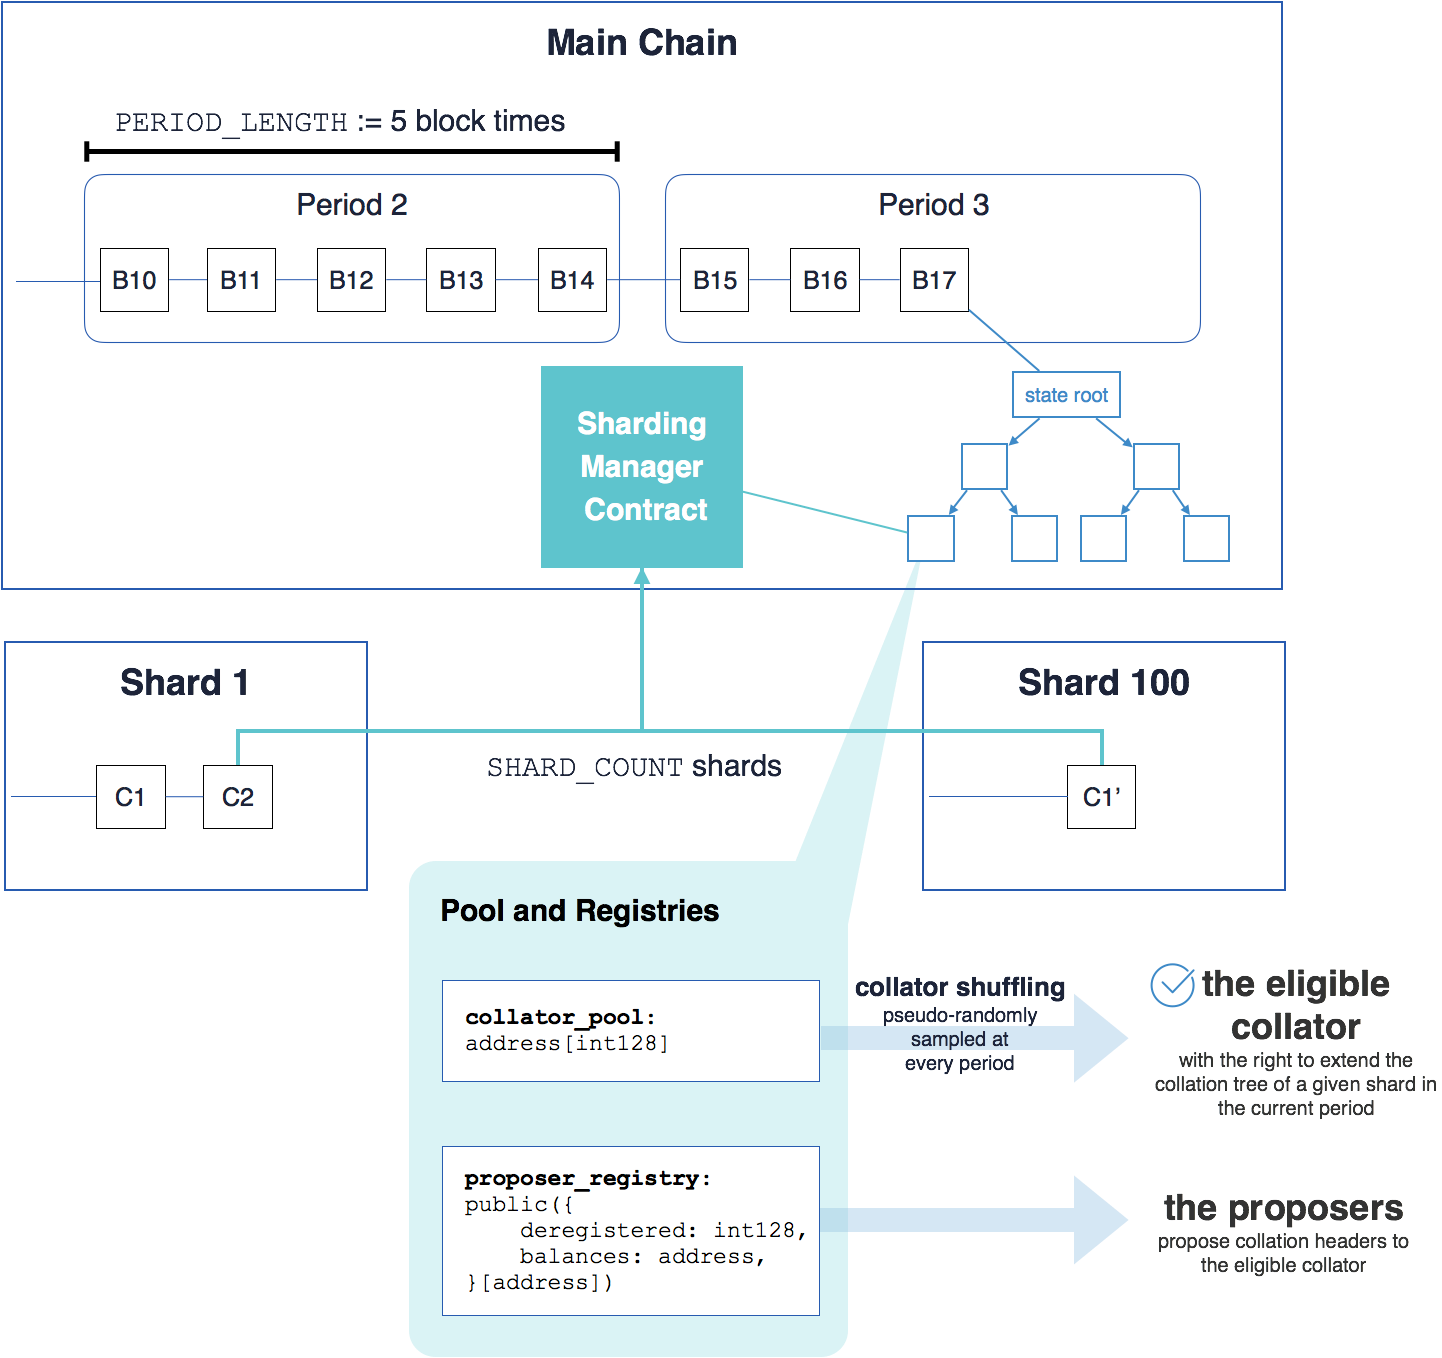 Main Chain
PERIOD_LENGTH := 5 block times
Period 2
Period 3
B10
B11
B12
B13
B14
B15
B16
B17
state root
Sharding
Manager
Contract
Shard 1
Shard 100
SHARD_COUNT shards
C1
C2
C1’
Pool and Registries
collator_pool:
address[int128]
collator shuffling
pseudo-randomly
sampled at
every period
the eligible
collator
with the right to extend the
collation tree of a given shard in
the current period
proposer_registry:
public({
deregistered: int128,
balances: address,
}[address])
the proposers
propose collation headers to
the eligible collator